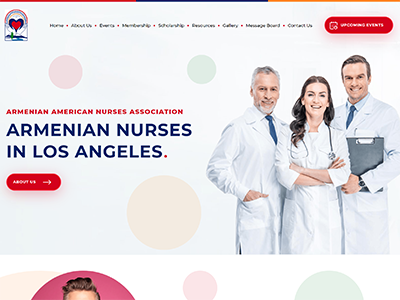 Home • About Us • Events • Membership • Scholarship • Resources • Gallery • Message Board • Contact Us
UPCOMING EVENTS
ARMENIAN AMERICAN NURSES ASSOCIATION
ARMENIAN NURSES
IN LOS ANGELES.
ABOUT US